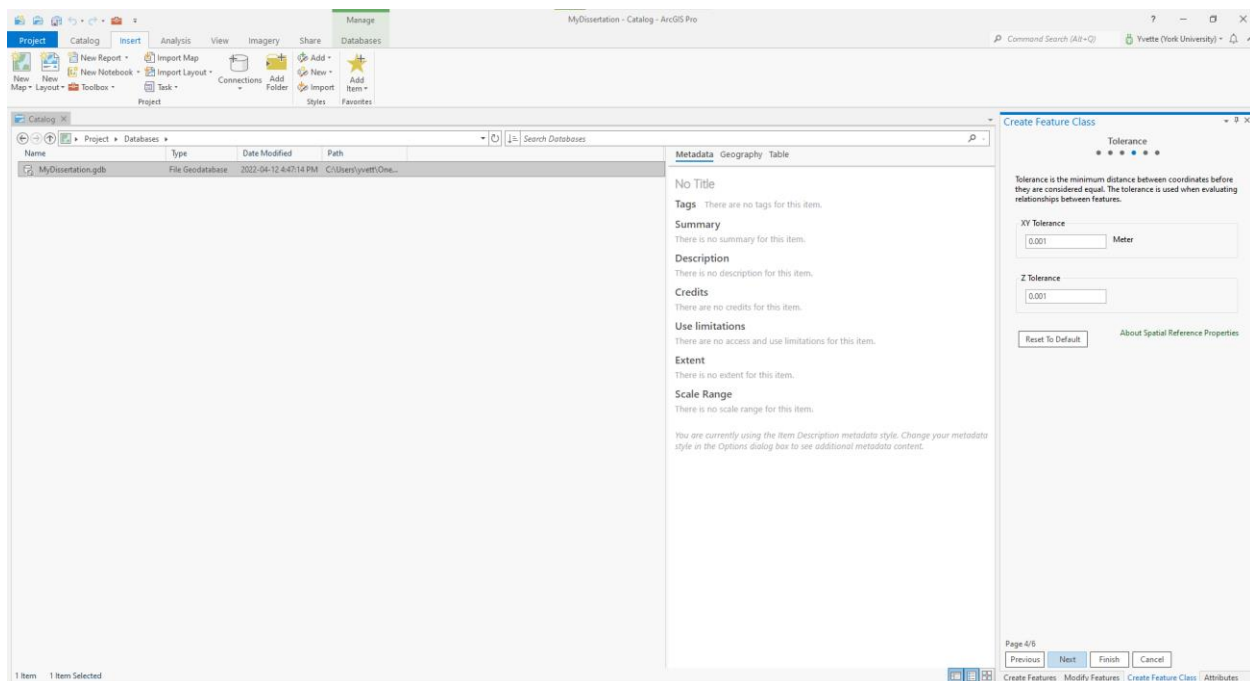 Manage
MyDissertation - Catalog - ArcGIS Pro
?
Project Catalog Insert Analysis View Imagery Share Databases
Command Search (Alt+Q)
Yvette (York University)
New Map
New Layout
New Report
New Notebook
Toolbox
Import Map
Import Layout
Task
Connections
Add Folder
Add
New
Import
Add Item
Project
Styles
Favorites
Catalog
Project Databases
Search Databases
Name Type Date Modified Path
MyDissertation.gdb File Geodatabase 2022-04-12 4:47:14 PM C:\Users\yvett\One...
Metadata Geography Table
No Title
Tags There are no tags for this item.
Summary
There is no summary for this item.
Description
There is no description for this item.
Credits
There are no credits for this item.
Use limitations
There are no access and use limitations for this item.
Extent
There is no extent for this item.
Scale Range
There is no scale range for this item.
You are currently using the Item Description metadata style. Change your metadata
style in the Options dialog box to see additional metadata content.
Create Feature Class
Tolerance
Tolerance is the minimum distance between coordinates before
they are considered equal. The tolerance is used when evaluating
relationships between features.
XY Tolerance
0.001 Meter
Z Tolerance
0.001
Reset To Default About Spatial Reference Properties
Page 4/6
Previous Next Finish Cancel
1 Item 1 Item Selected
Create Features Modify Features Create Feature Class Attributes